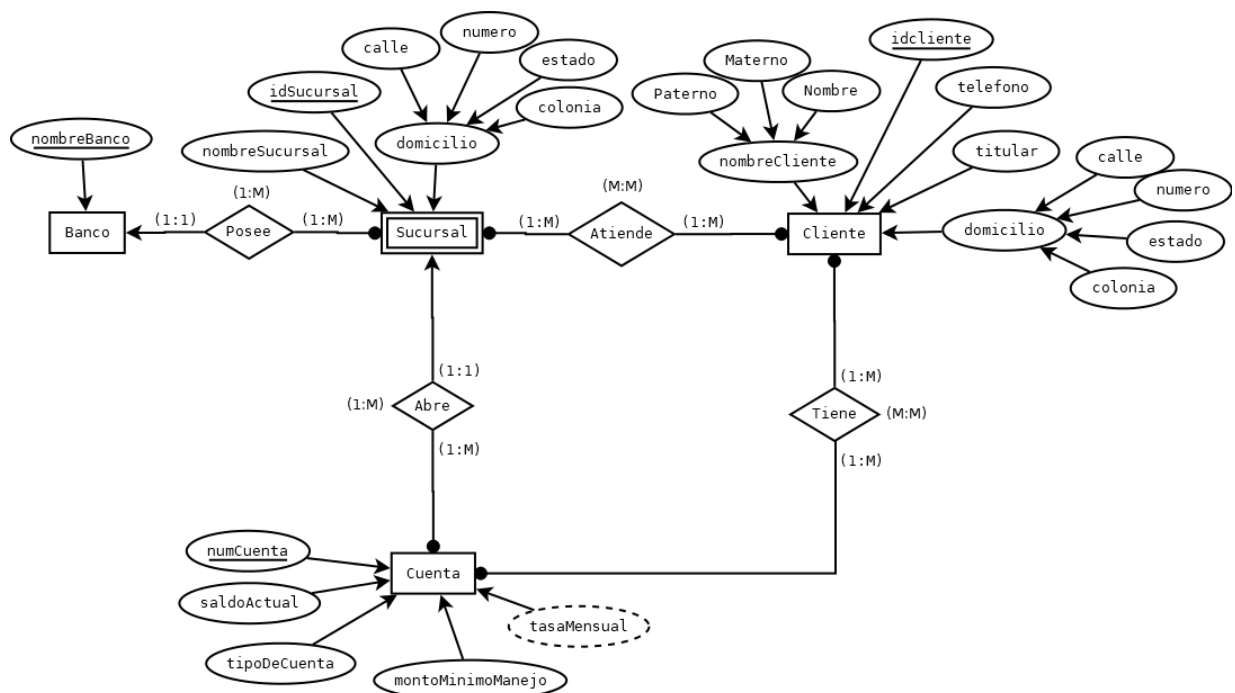 numero
idcliente
calle
estado
Materno
idSucursal
Paterno
Nombre
telefono
colonia
nombreBanco
nombreSucursal
domicilio
nombreCliente
titular
calle
numero
(1:M)
(M:M)
Banco
(1:1)
Posee
(1:M)
Sucursal
(1:M)
Atiende
(1:M)
Cliente
domicilio
estado
colonia
(1:1)
(1:M)
(1:M)
Abre
Tiene
(M:M)
(1:M)
(1:M)
numCuenta
Cuenta
saldoActual
tasaMensual
tipoDeCuenta
montoMinimoManejo